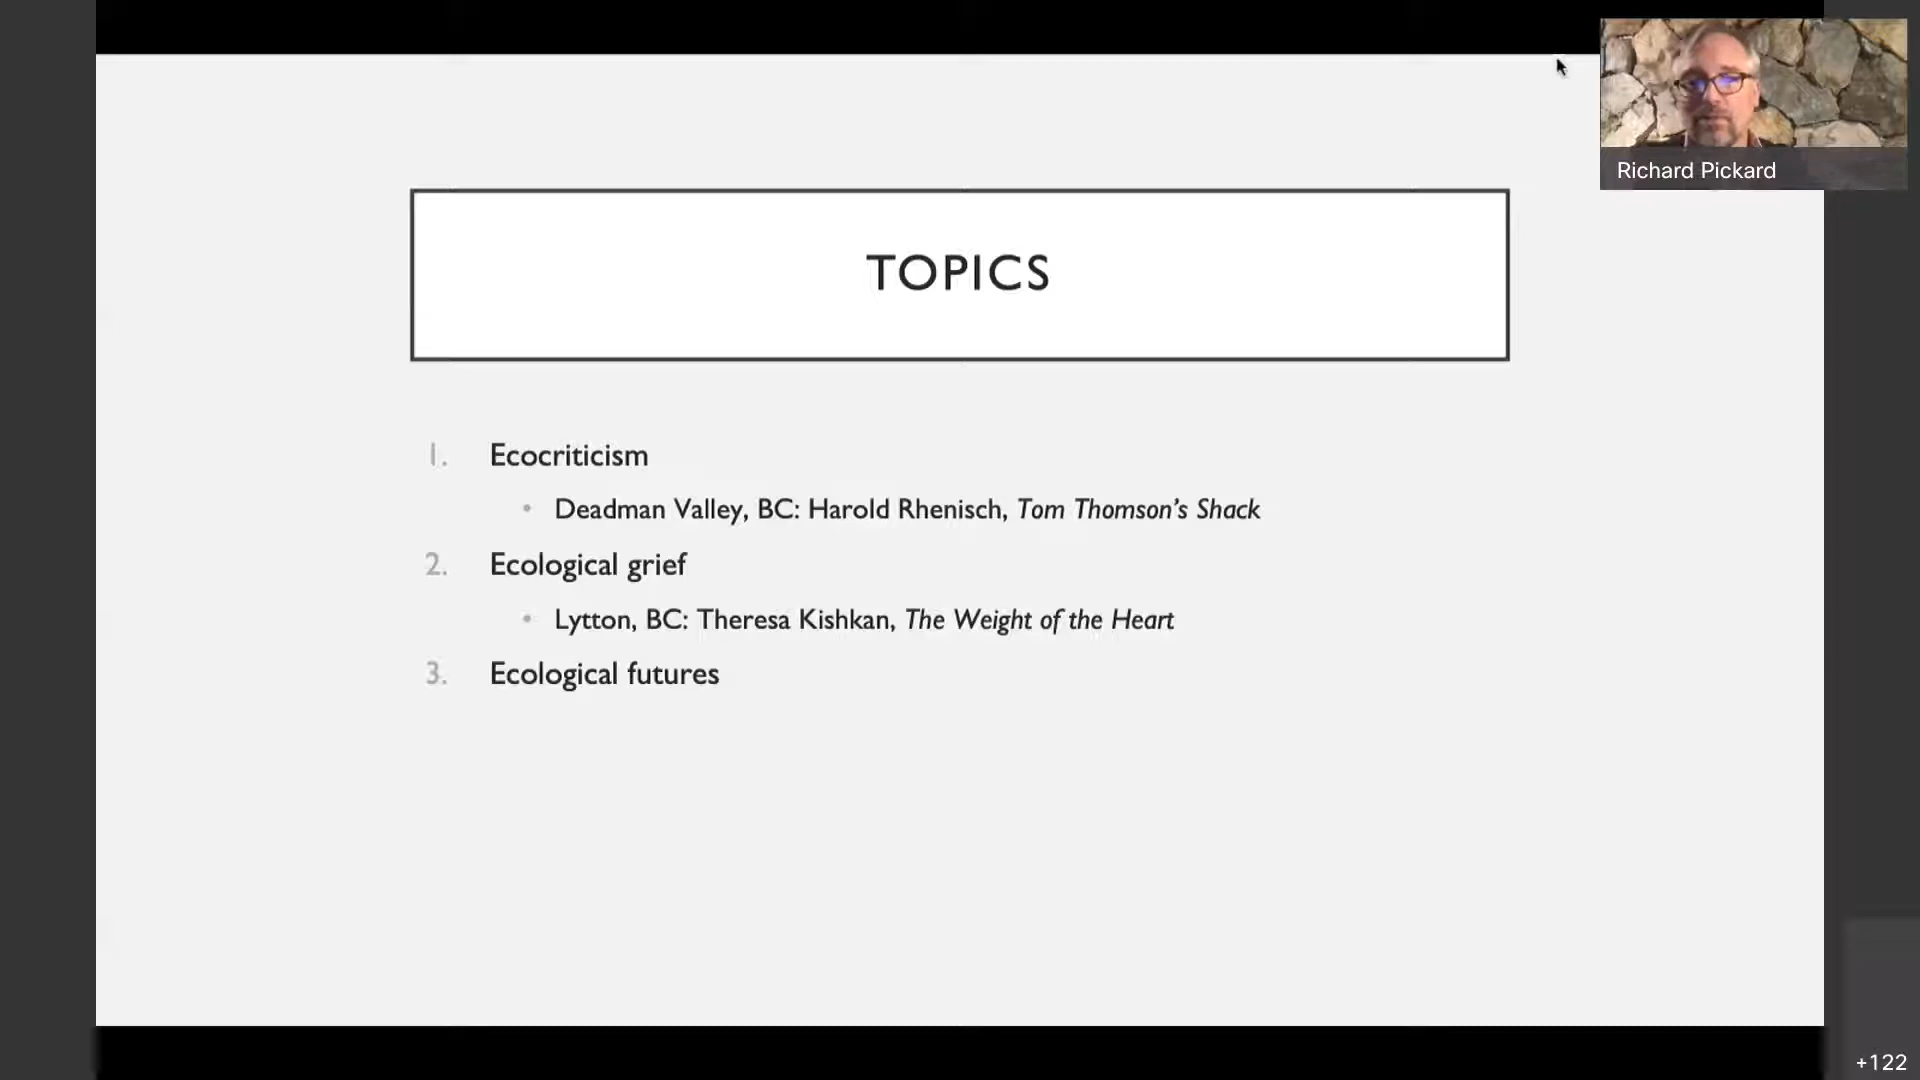 Richard Pickard
TOPICS
1. Ecocriticism
• Deadman Valley, BC: Harold Rhenisch, Tom Thomson’s Shack
2. Ecological grief
• Lytton, BC: Theresa Kishkan, The Weight of the Heart
3. Ecological futures
+122